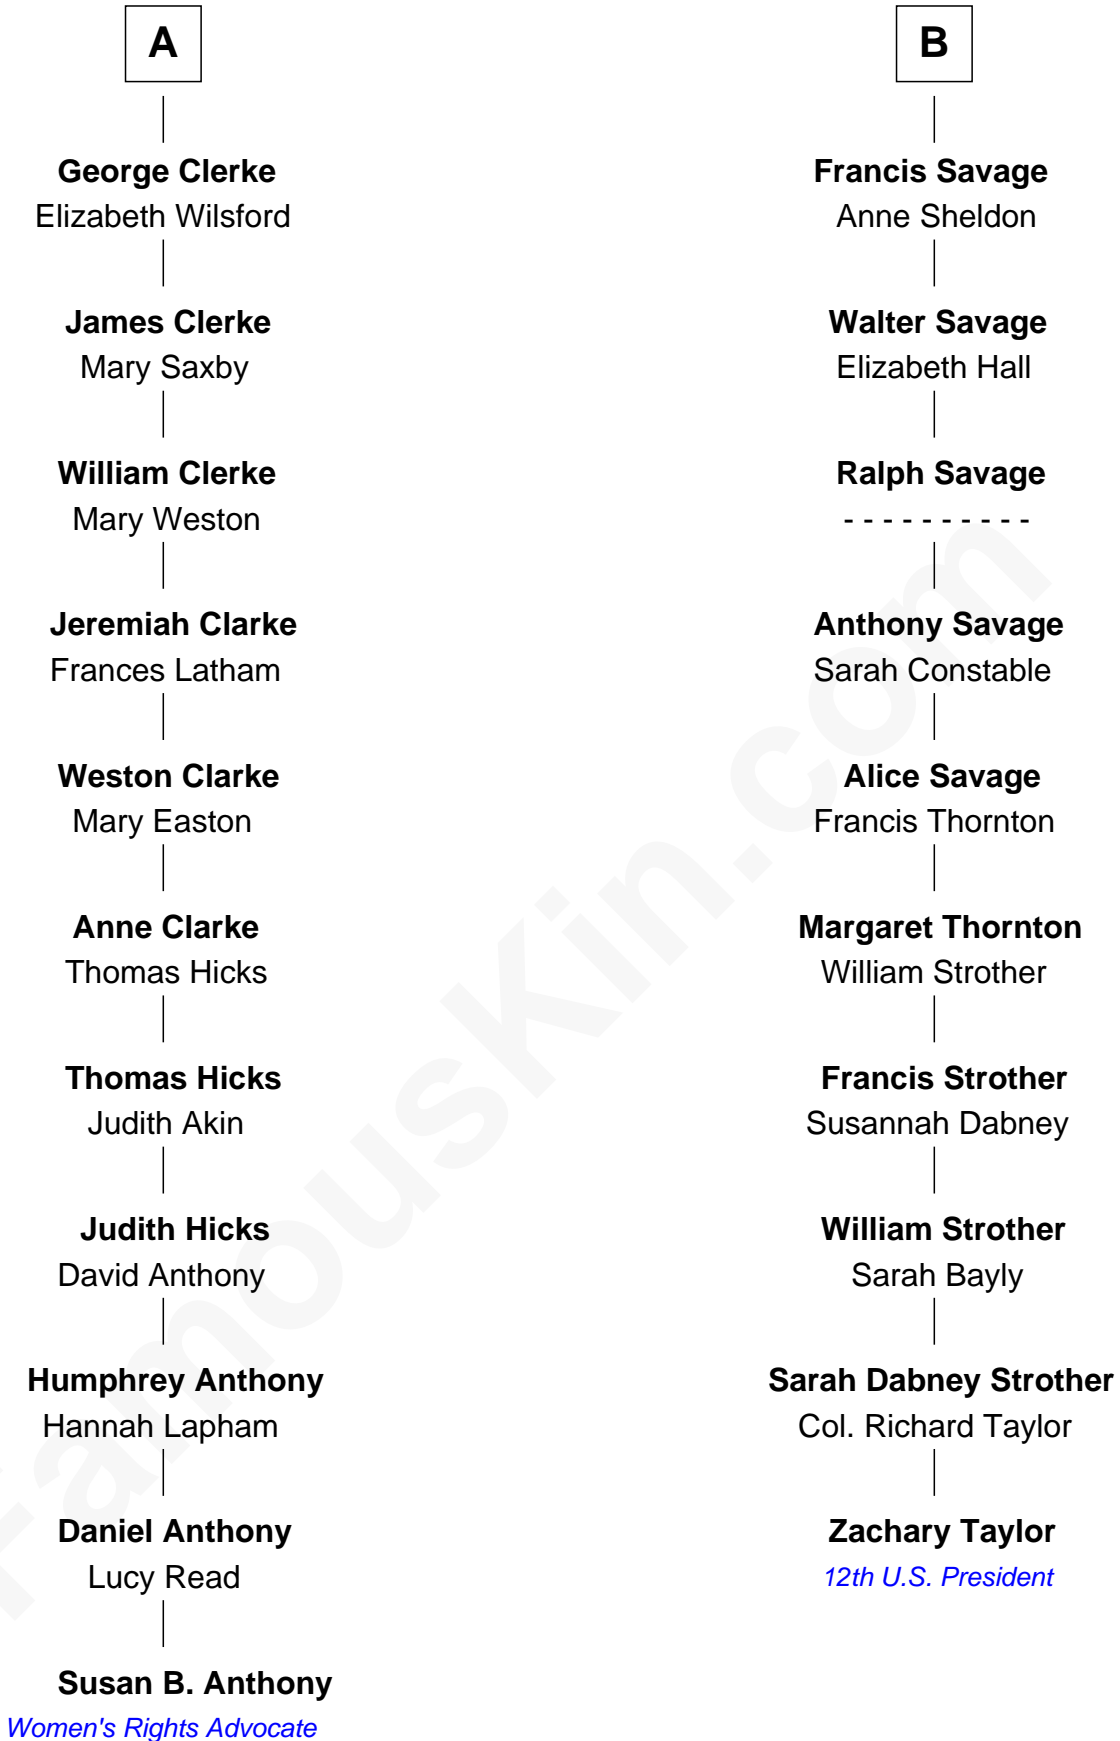 A
George Clerke
Elizabeth Wilsford
James Clerke
Mary Saxby
William Clerke
Mary Weston
Jeremiah Clarke
Frances Latham
Weston Clarke
Mary Easton
Anne Clarke
Thomas Hicks
Thomas Hicks
Judith Akin
Judith Hicks
David Anthony
Humphrey Anthony
Hannah Lapham
Daniel Anthony
Lucy Read
Susan B. Anthony
Women's Rights Advocate
B
Francis Savage
Anne Sheldon
Walter Savage
Elizabeth Hall
Ralph Savage
- - - - - - - - - -
Anthony Savage
Sarah Constable
Alice Savage
Francis Thornton
Margaret Thornton
William Strother
Francis Strother
Susannah Dabney
William Strother
Sarah Bayly
Sarah Dabney Strother
Col. Richard Taylor
Zachary Taylor
12th U.S. President
FamousKin.com